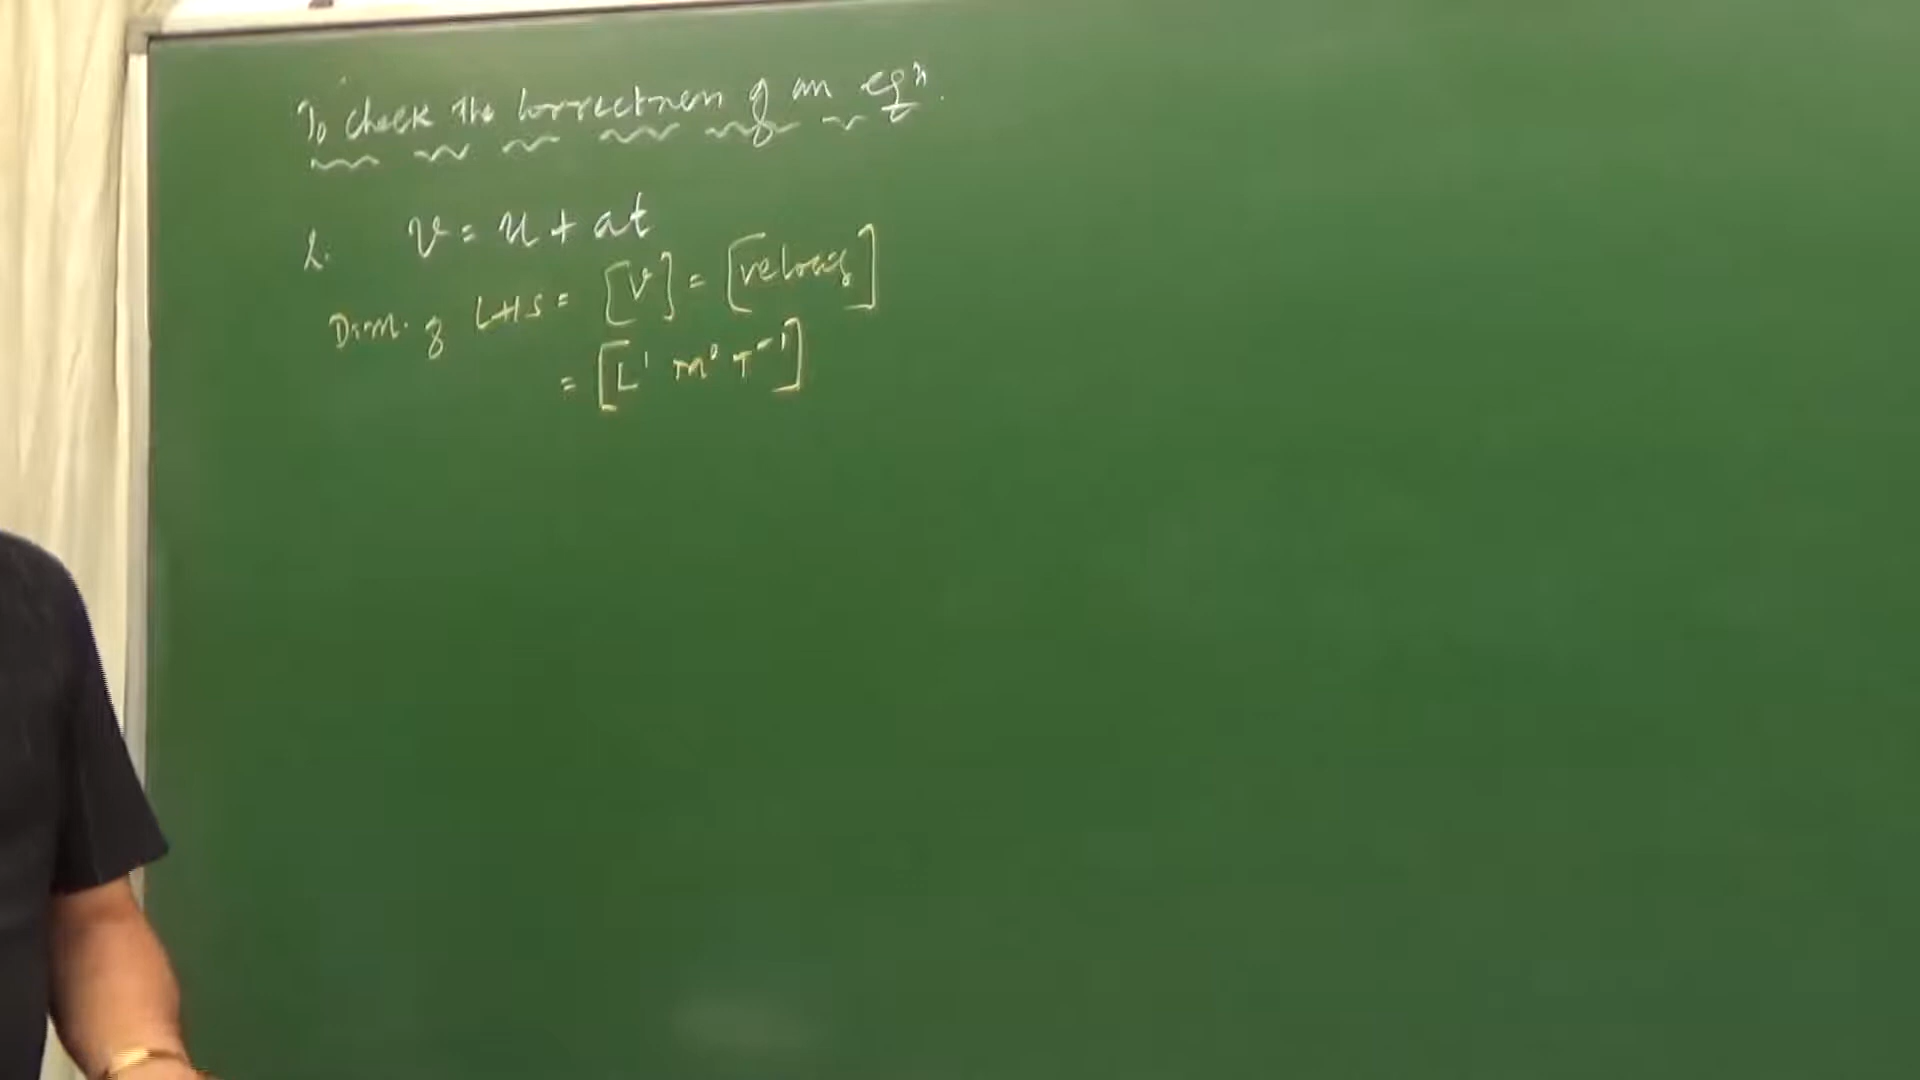 To check the correctness of an eqn.
1. v = u + at
Dim. of LHS = [v] = [velocity]
= [L¹ M⁰ T⁻¹]